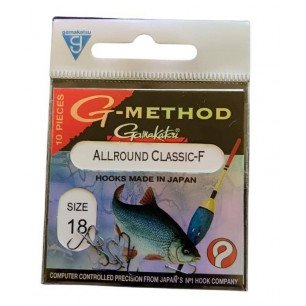 gamakatsu
G
10 PIECES
G-METHOD
Gamakatsu
ALLROUND CLASSIC-F
HOOKS MADE IN JAPAN
SIZE
18
COMPUTER CONTROLLED PRECISION FROM JAPAN'S Nº1 HOOK COMPANY